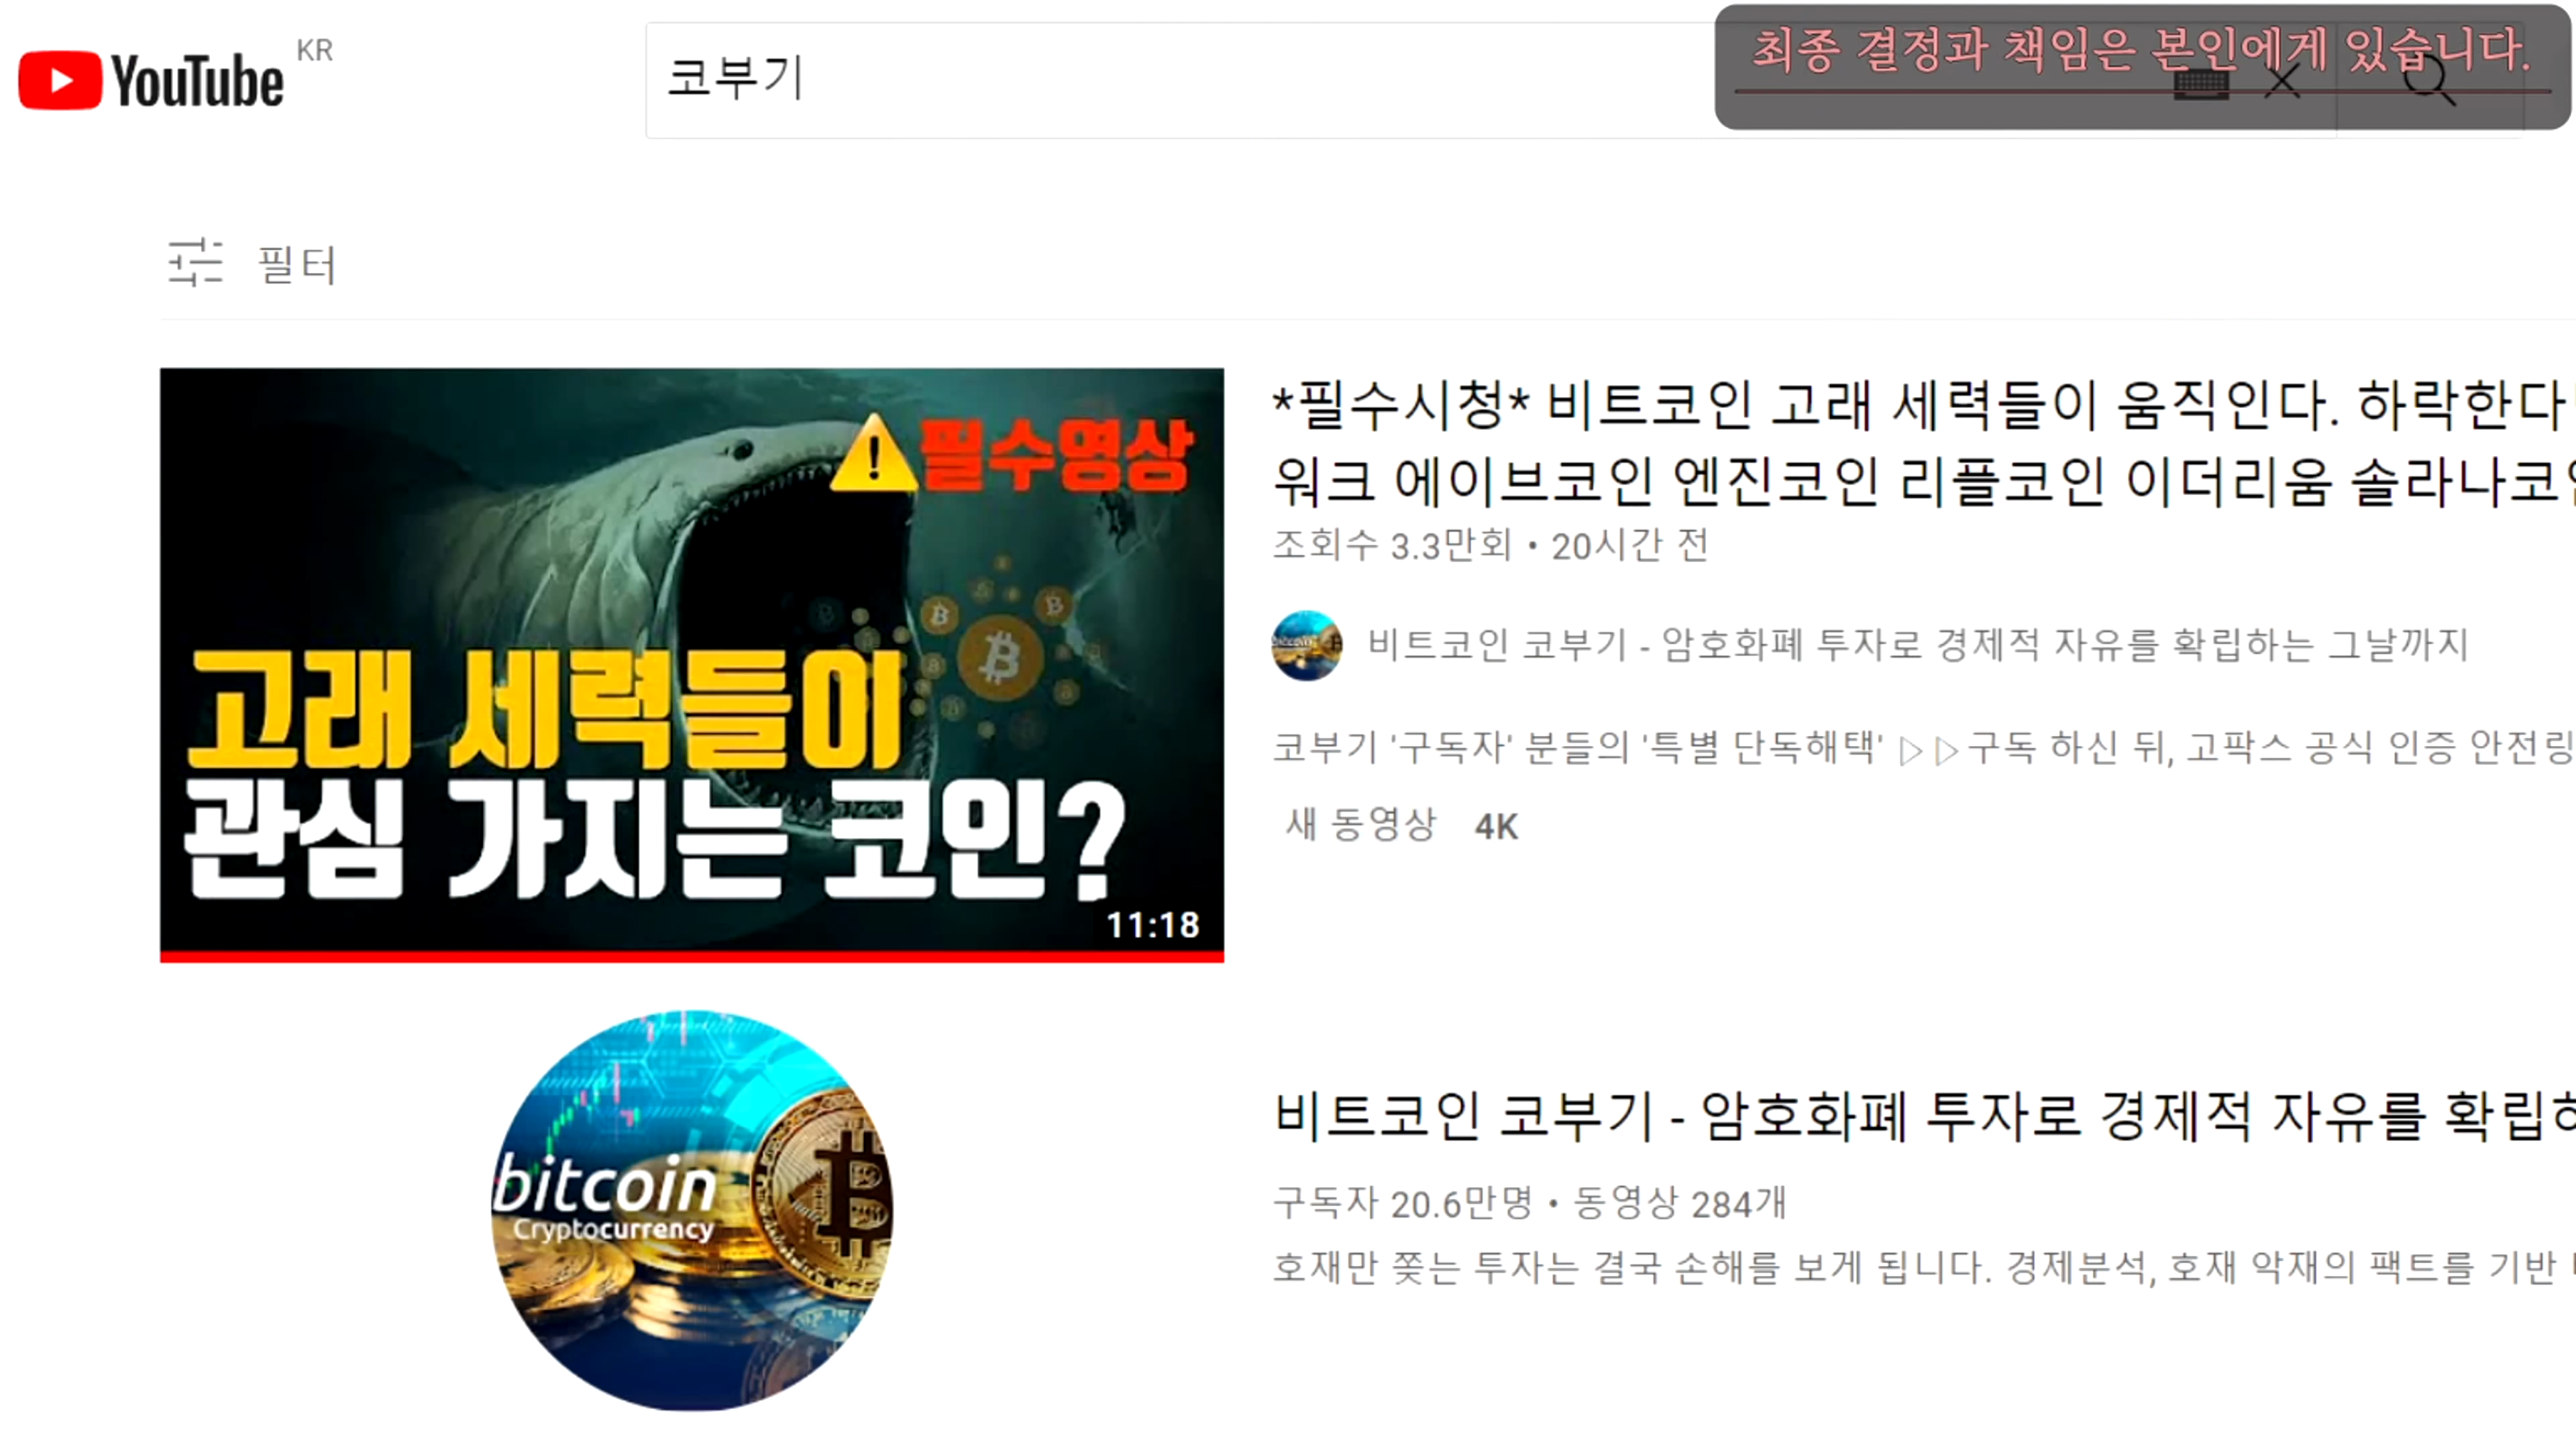 YouTube KR
코부기
최종 결정과 책임은 본인에게 있습니다.
필터
필수영상
고래 세력들이
관심 가지는 코인?
11:18
*필수시청* 비트코인 고래 세력들이 움직인다. 하락한다
워크 에이브코인 엔진코인 리플코인 이더리움 솔라나코인
조회수 3.3만회 • 20시간 전
비트코인 코부기 - 암호화폐 투자로 경제적 자유를 확립하는 그날까지
코부기 '구독자' 분들의 '특별 단독해택' ▷▷구독 하신 뒤, 고팍스 공식 인증 안전링
새 동영상 4K
bitcoin
Cryptocurrency
비트코인 코부기 - 암호화폐 투자로 경제적 자유를 확립하
구독자 20.6만명 • 동영상 284개
호재만 쫒는 투자는 결국 손해를 보게 됩니다. 경제분석, 호재 악재의 팩트를 기반